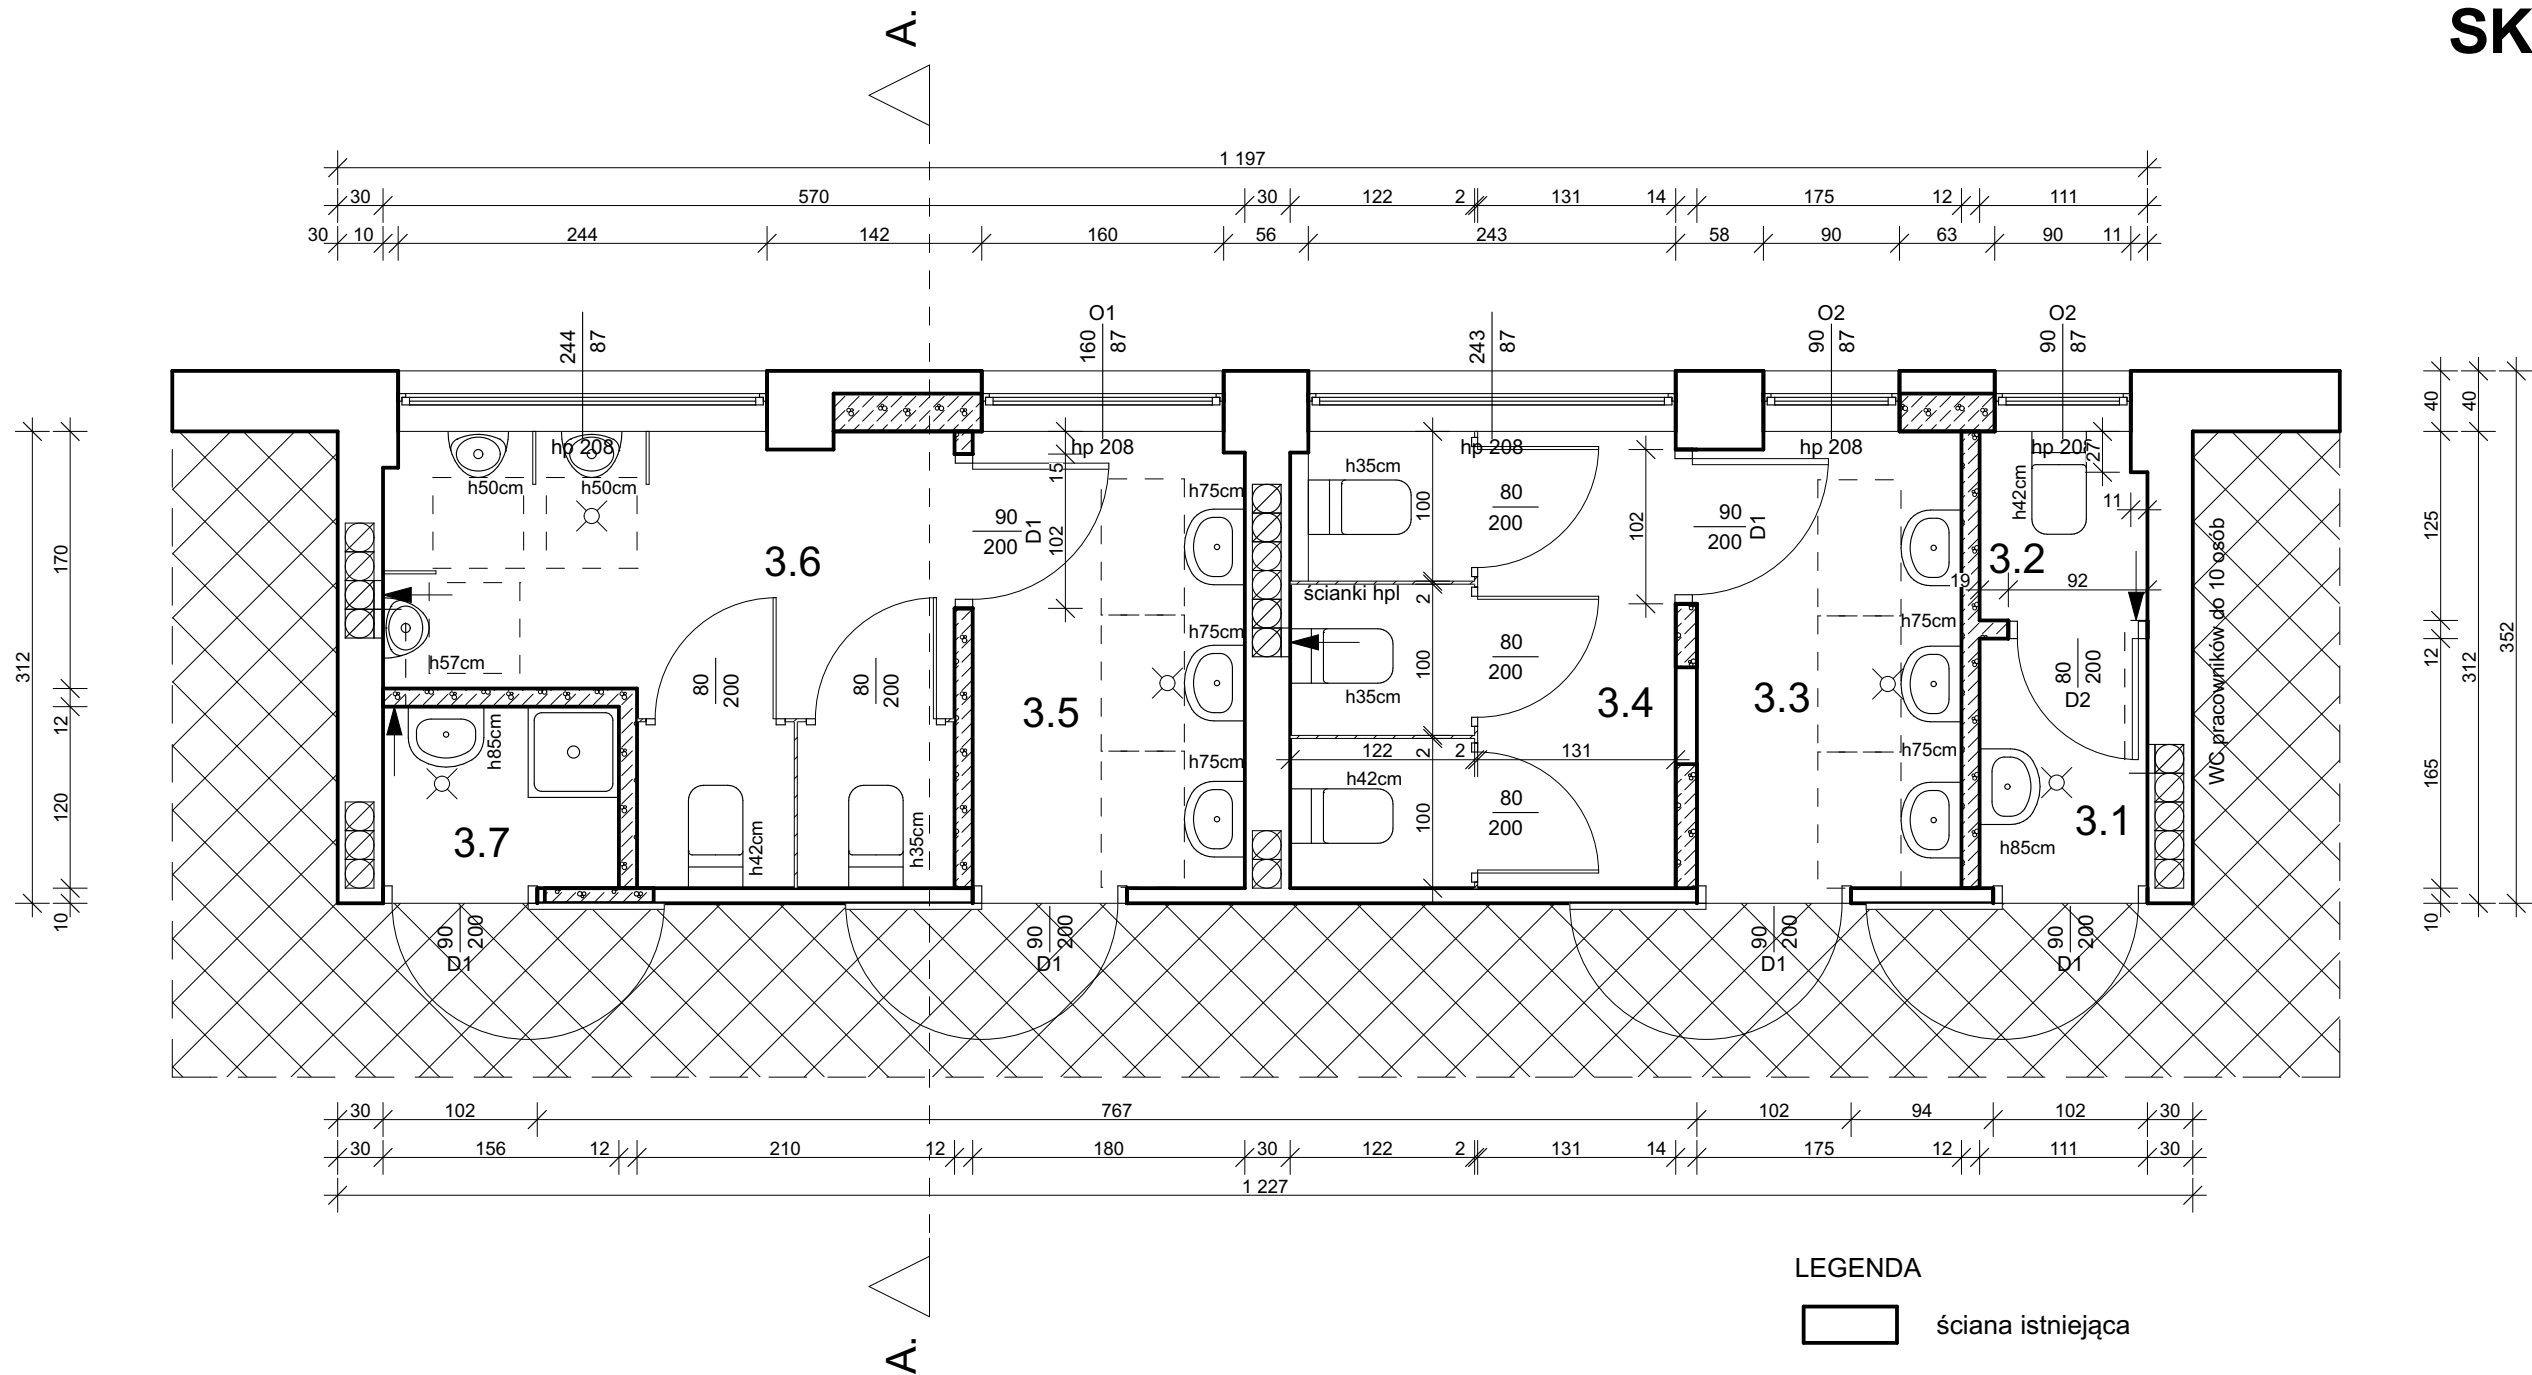 SK
A.
1 197
30 570 30 122 2 131 14 175 12 111
30 10 244 142 160 56 243 58 90 63 90 11
244 87
O1
160 87
243 87
O2
90 87
O2
90 87
hp 208
hp 208
hp 208
hp 208
hp 207
h50cm
h50cm
h75cm
h35cm
h42cm
27
11
15
102
90
200
D1
80
200
100
102
90
200
D1
3.6
3.2
19
92
ścianki hpl
2
h57cm
h75cm
h35cm
80
200
100
h75cm
80
200
80
200
80
200
D2
WC pracowników do 10 osób
3.5
3.4
3.3
h85cm
h75cm
122 2 131
2
h75cm
h42cm
80
200
100
3.7
h42cm
h35cm
3.1
h85cm
312
170
12
120
10
40
125
12
165
10
40
312
352
90
200
D1
90
200
D1
90
200
D1
90
200
D1
30 102 767 102 94 102 30
30 156 12 210 12 180 30 122 2 131 14 175 12 111 30
1 227
A.
LEGENDA
ściana istniejąca